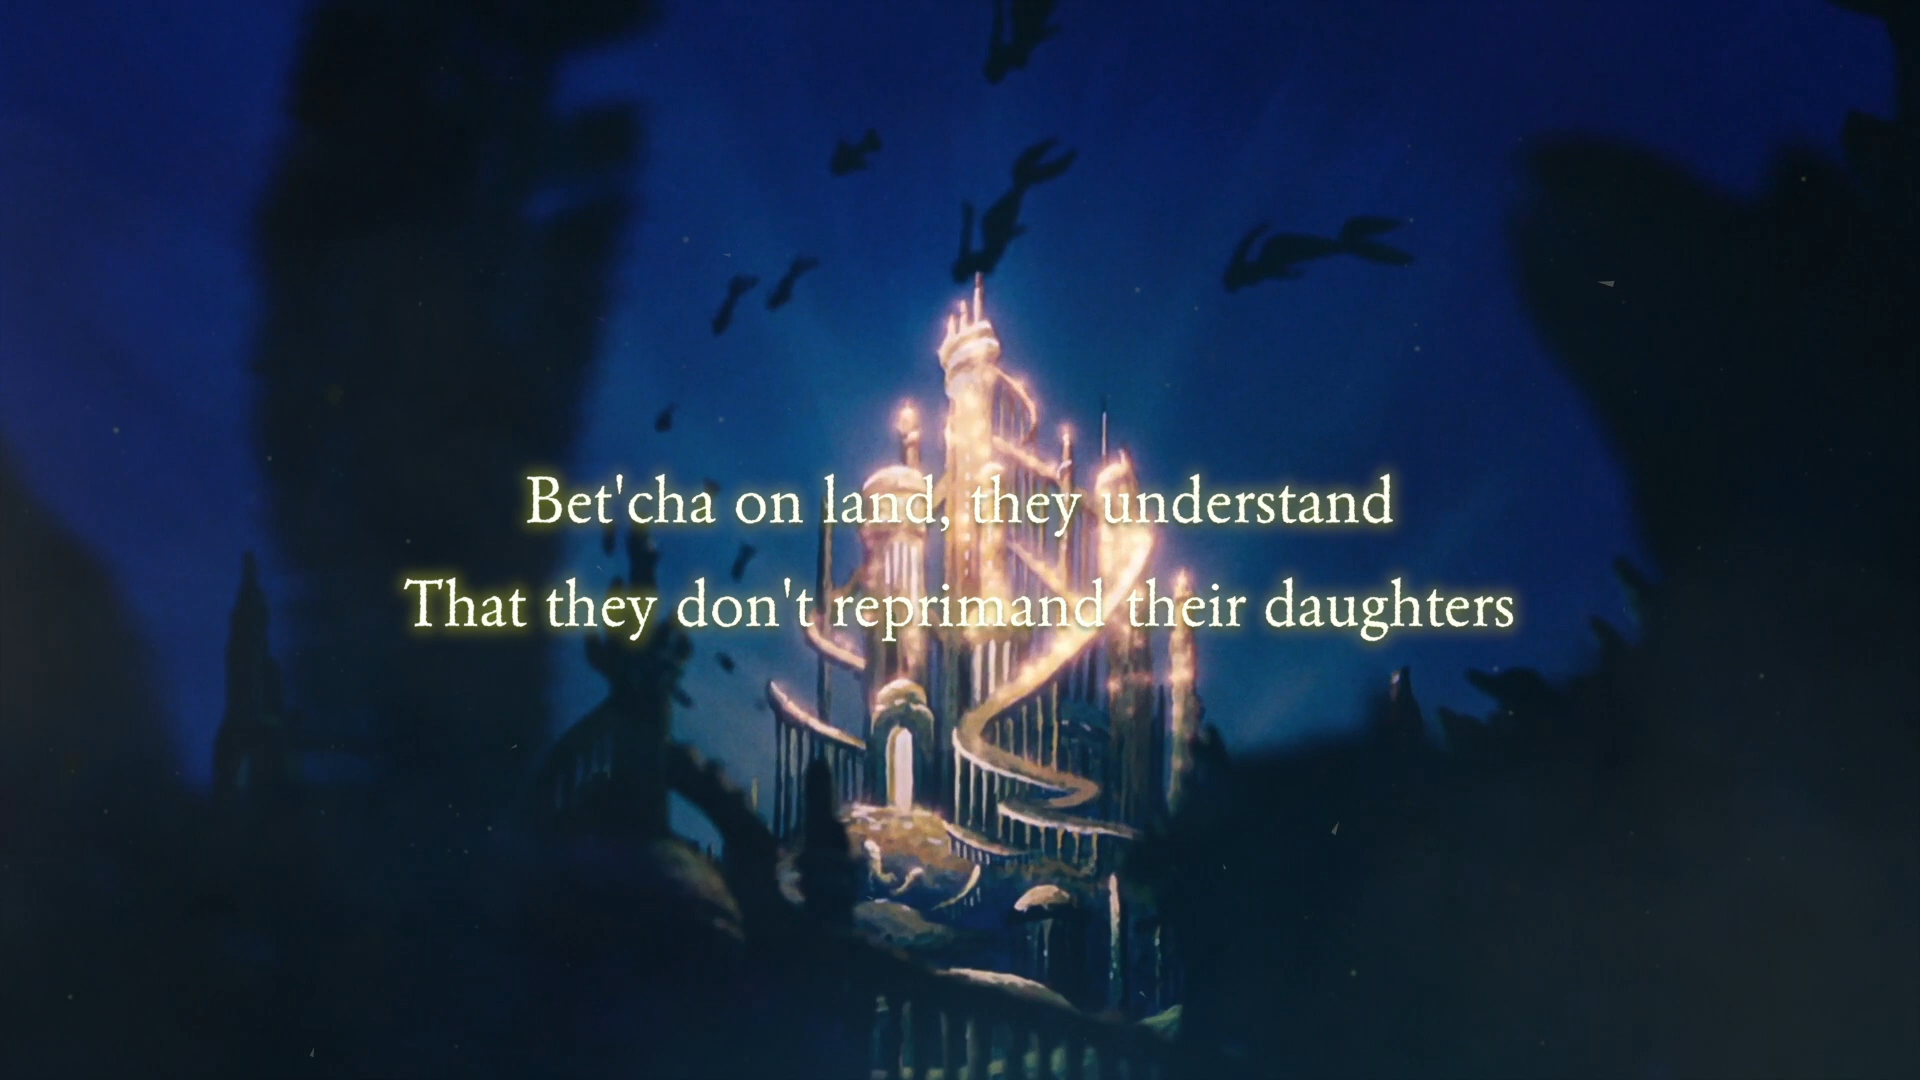 Bet'cha on land, they understand
That they don't reprimand their daughters